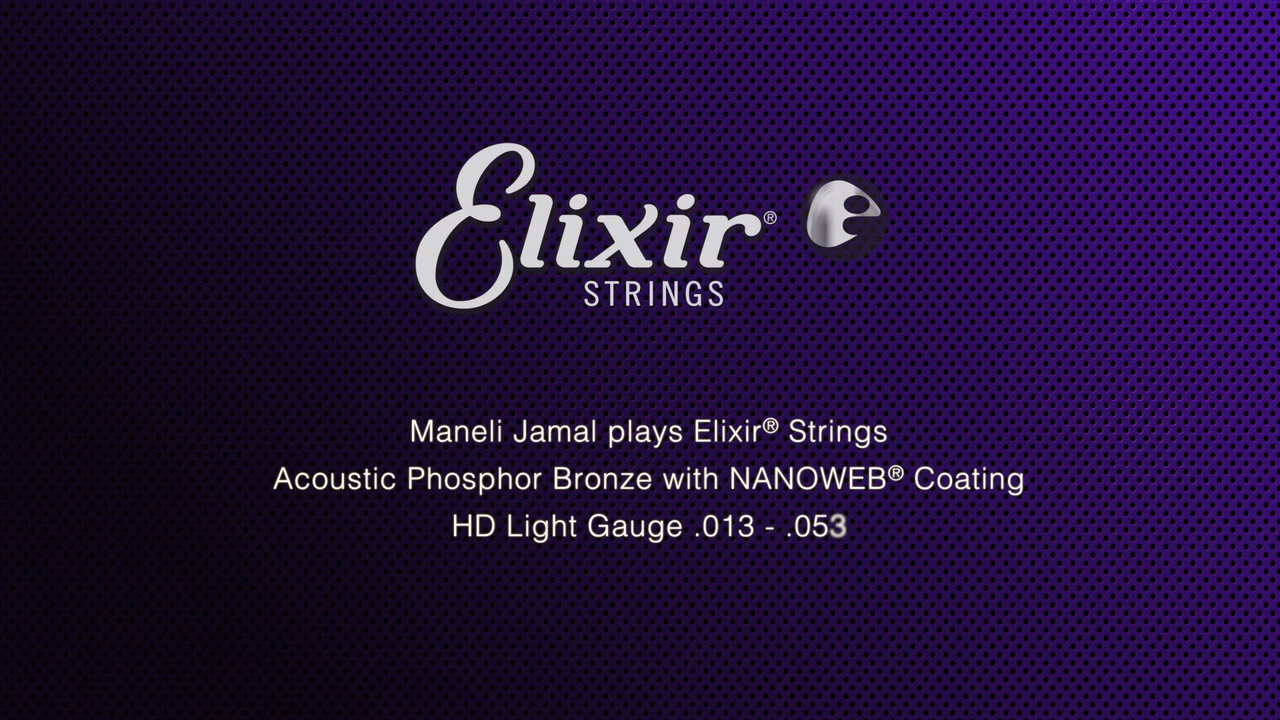 Elixir®
STRINGS
Maneli Jamal plays Elixir® Strings
Acoustic Phosphor Bronze with NANOWEB® Coating
HD Light Gauge .013 - .053